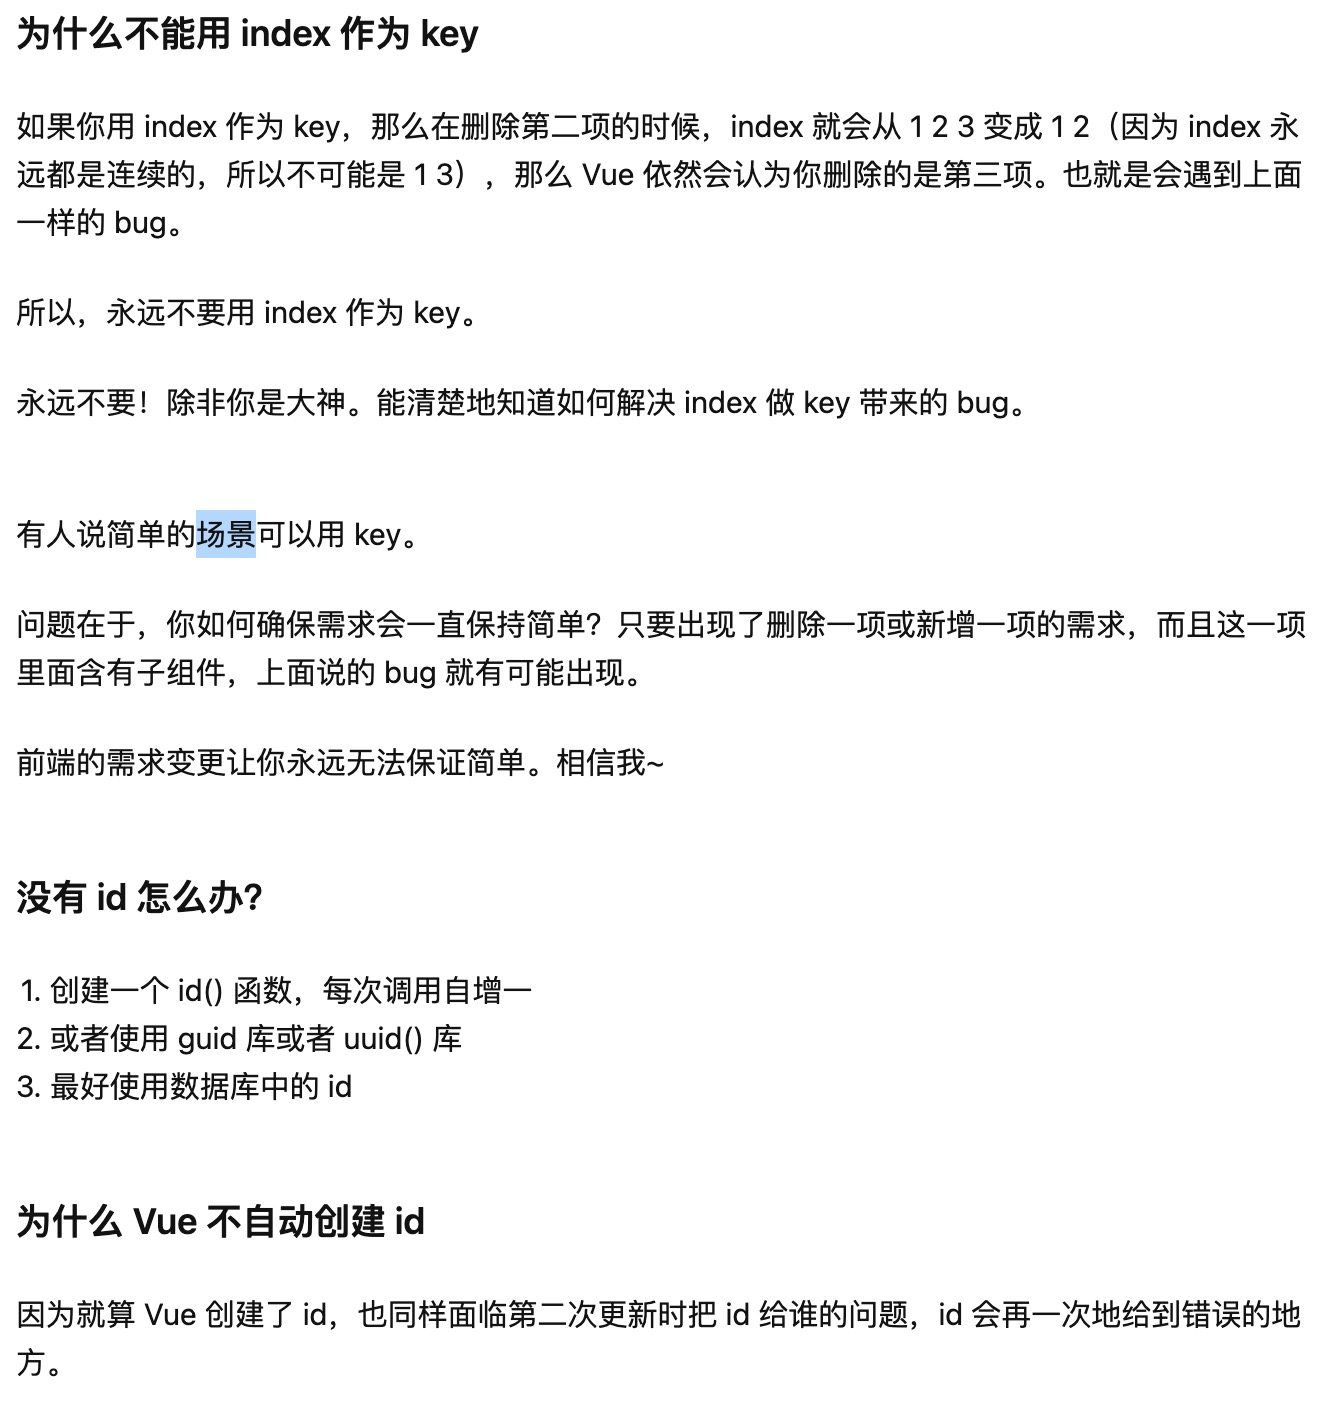 为什么不能用 index 作为 key
如果你用 index 作为 key，那么在删除第二项的时候，index 就会从 1 2 3 变成 1 2（因为 index 永
远都是连续的，所以不可能是 1 3），那么 Vue 依然会认为你删除的是第三项。也就是会遇到上面
一样的 bug。
所以，永远不要用 index 作为 key。
永远不要！除非你是大神。能清楚地知道如何解决 index 做 key 带来的 bug。
有人说简单的场景可以用 key。
问题在于，你如何确保需求会一直保持简单？只要出现了删除一项或新增一项的需求，而且这一项
里面含有子组件，上面说的 bug 就有可能出现。
前端的需求变更让你永远无法保证简单。相信我~
没有 id 怎么办?
1. 创建一个 id() 函数，每次调用自增一
2. 或者使用 guid 库或者 uuid() 库
3. 最好使用数据库中的 id
为什么 Vue 不自动创建 id
因为就算 Vue 创建了 id，也同样面临第二次更新时把 id 给谁的问题，id 会再一次地给到错误的地
方。